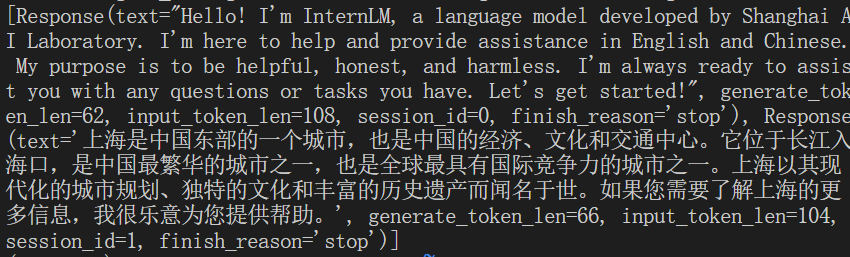 [Response(text="Hello! I'm InternLM, a language model developed by Shanghai A
I Laboratory. I'm here to help and provide assistance in English and Chinese.
 My purpose is to be helpful, honest, and harmless. I'm always ready to assis
t you with any questions or tasks you have. Let's get started!", generate_tok
en_len=62, input_token_len=108, session_id=0, finish_reason='stop'), Response
(text='上海是中国东部的一个城市，也是中国的经济、文化和交通中心。它位于长江入
海口，是中国最繁华的城市之一，也是全球最具有国际竞争力的城市之一。上海以其现
代化的城市规划、独特的文化和丰富的历史遗产而闻名于世。如果您需要了解上海的更
多信息，我很乐意为您提供帮助。', generate_token_len=66, input_token_len=104,
session_id=1, finish_reason='stop')]